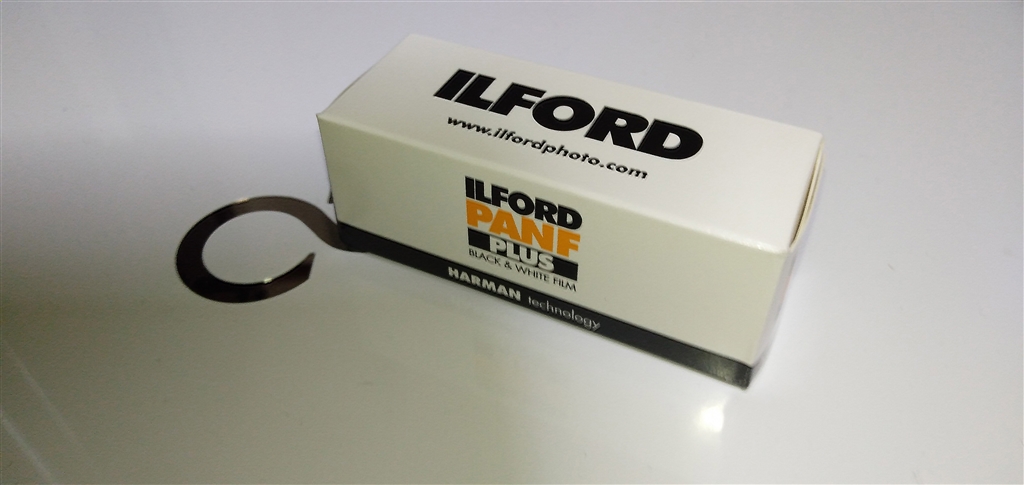 ILFORD
www.ilfordphoto.com
ILFORD
PANF
PLUS
BLACK & WHITE FILM
HARMAN technology